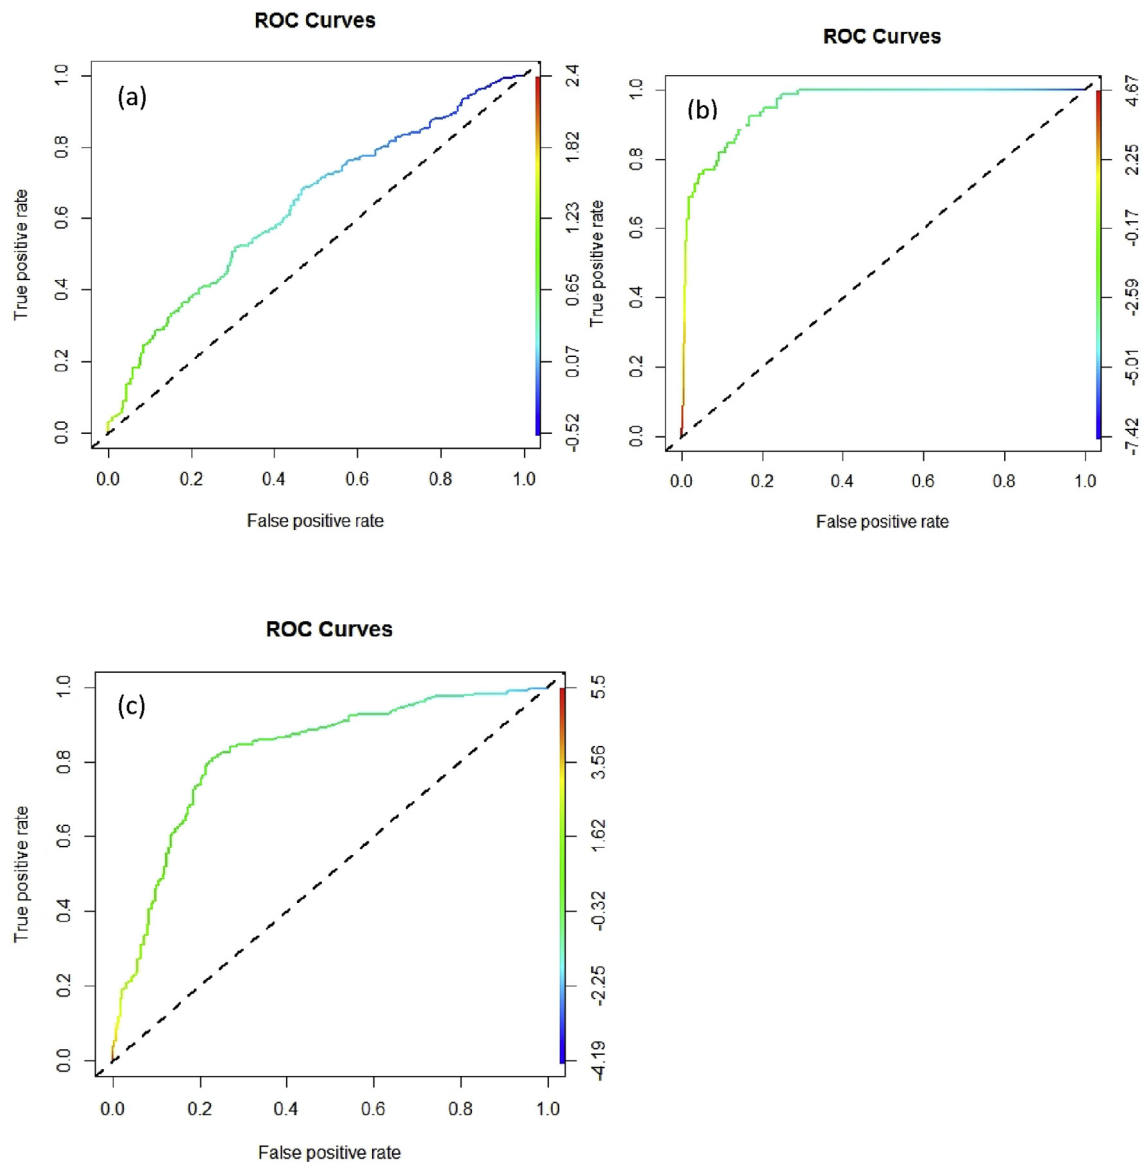 ROC Curves
(a)
True positive rate
0.0 0.2 0.4 0.6 0.8 1.0
0.0 0.2 0.4 0.6 0.8 1.0
False positive rate
-0.52 0.07 0.65 1.23 1.82 2.4
ROC Curves
(b)
True positive rate
0.0 0.2 0.4 0.6 0.8 1.0
0.0 0.2 0.4 0.6 0.8 1.0
False positive rate
-7.42 -5.01 -2.59 -0.17 2.25 4.67
ROC Curves
(c)
True positive rate
0.0 0.2 0.4 0.6 0.8 1.0
0.0 0.2 0.4 0.6 0.8 1.0
False positive rate
-4.19 -2.25 -0.32 1.62 3.56 5.5